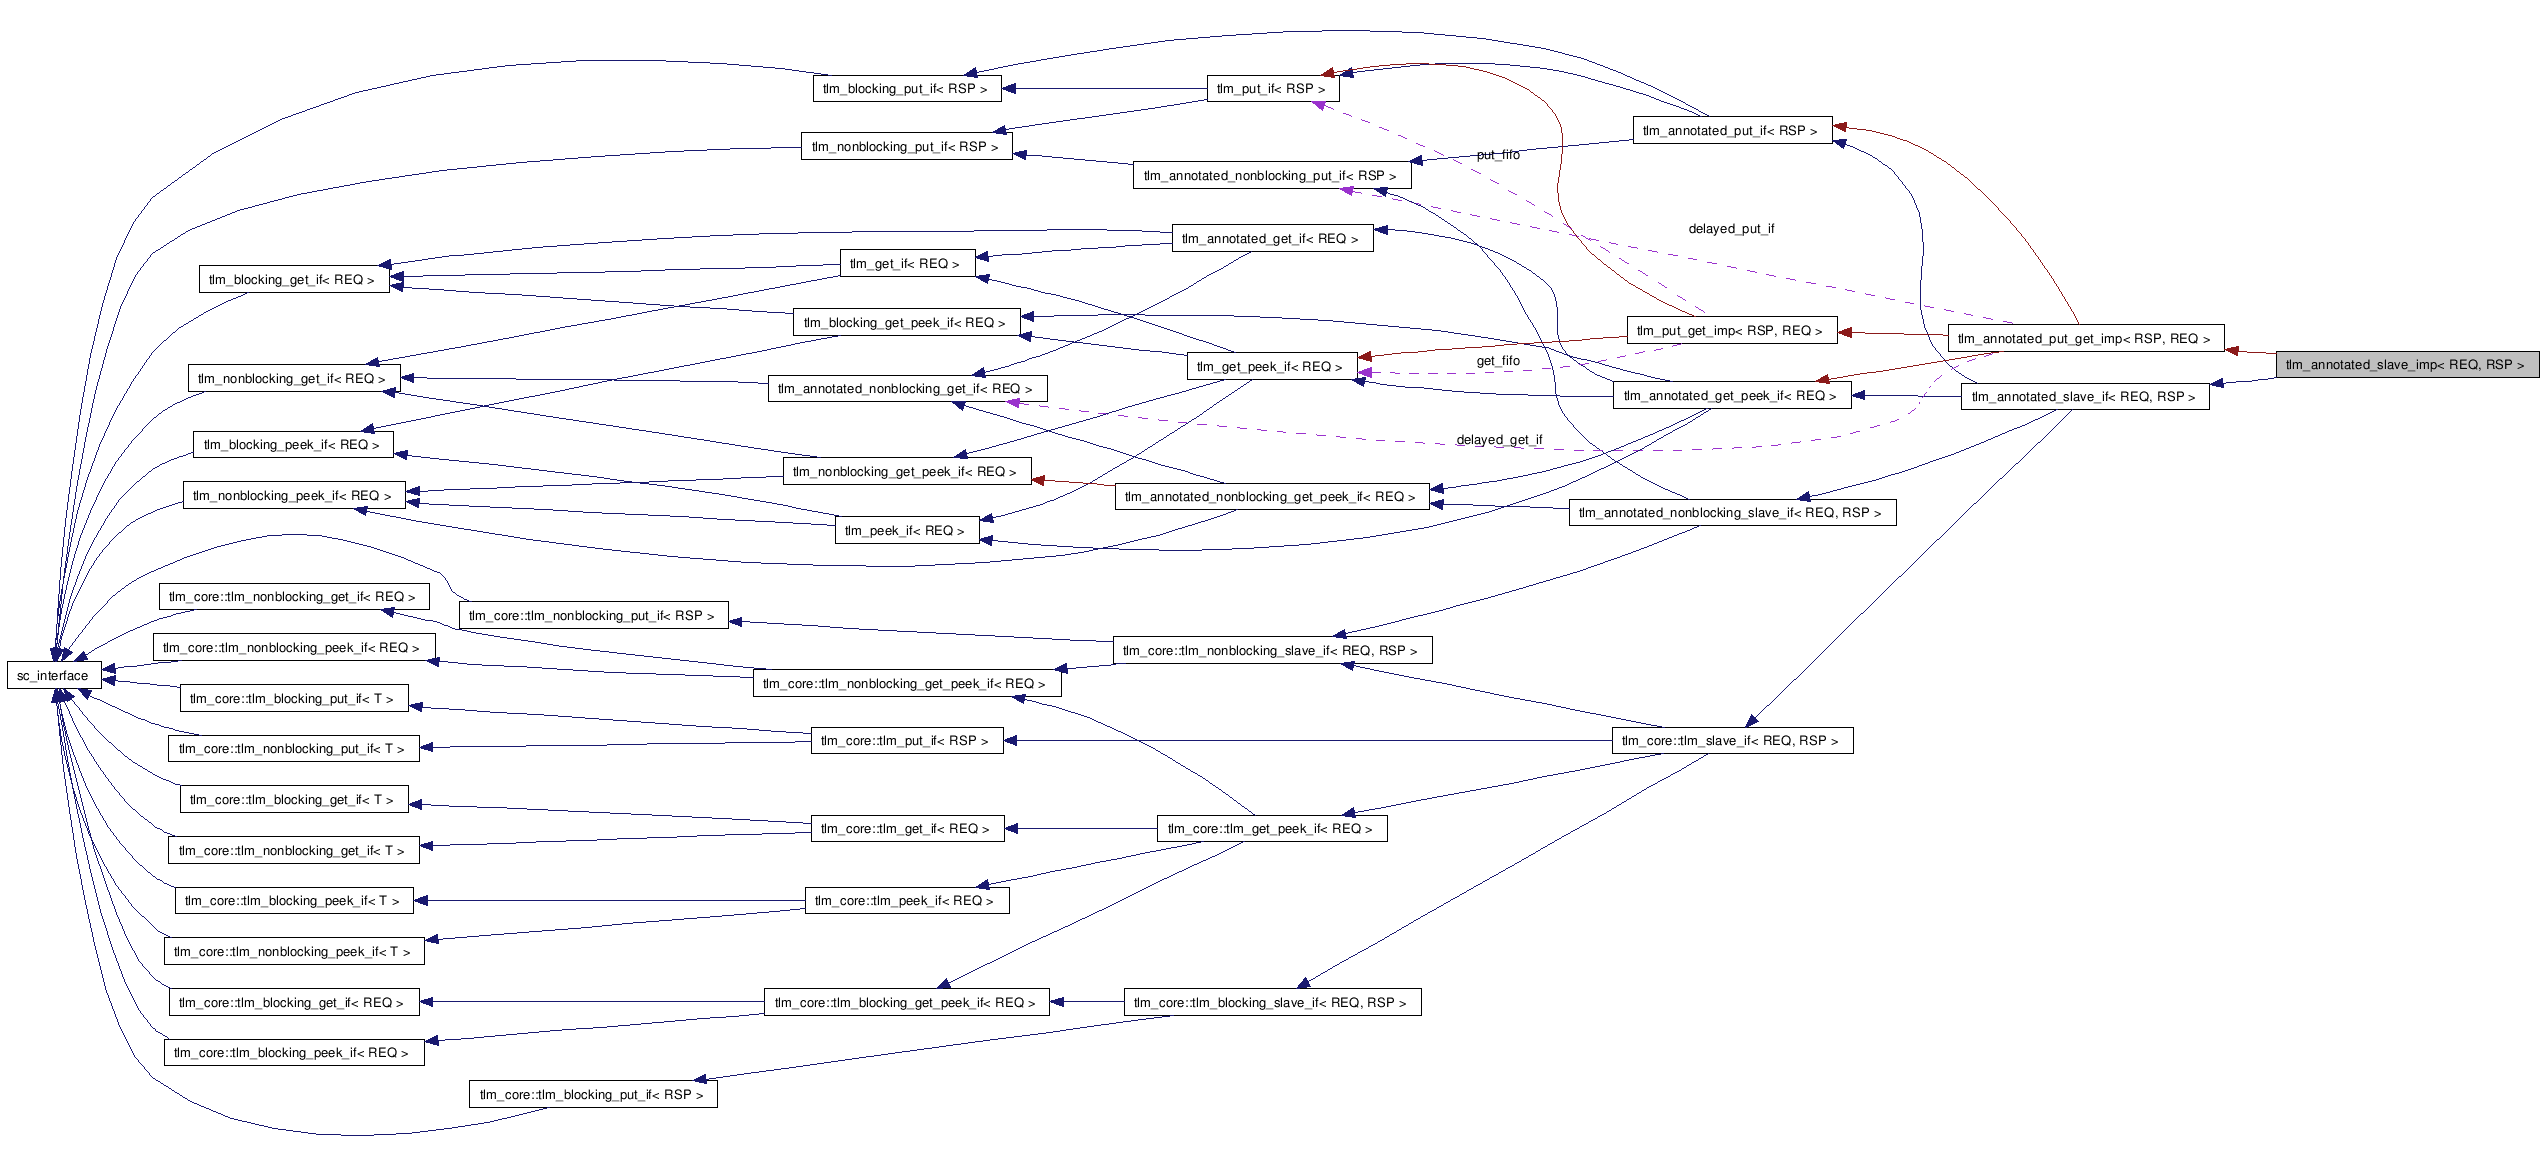 tlm_blocking_put_if< RSP >
tlm_put_if< RSP >
tlm_annotated_put_if< RSP >
tlm_nonblocking_put_if< RSP >
put_fifo
tlm_annotated_nonblocking_put_if< RSP >
delayed_put_if
tlm_annotated_get_if< REQ >
tlm_get_if< REQ >
tlm_blocking_get_if< REQ >
tlm_blocking_get_peek_if< REQ >
tlm_put_get_imp< RSP, REQ >
tlm_annotated_put_get_imp< RSP, REQ >
get_fifo
tlm_annotated_slave_imp< REQ, RSP >
tlm_get_peek_if< REQ >
tlm_nonblocking_get_if< REQ >
tlm_annotated_nonblocking_get_if< REQ >
tlm_annotated_get_peek_if< REQ >
tlm_annotated_slave_if< REQ, RSP >
delayed_get_if
tlm_blocking_peek_if< REQ >
tlm_nonblocking_get_peek_if< REQ >
tlm_nonblocking_peek_if< REQ >
tlm_annotated_nonblocking_get_peek_if< REQ >
tlm_annotated_nonblocking_slave_if< REQ, RSP >
tlm_peek_if< REQ >
tlm_core::tlm_nonblocking_get_if< REQ >
tlm_core::tlm_nonblocking_put_if< RSP >
tlm_core::tlm_nonblocking_peek_if< REQ >
tlm_core::tlm_nonblocking_slave_if< REQ, RSP >
sc_interface
tlm_core::tlm_nonblocking_get_peek_if< REQ >
tlm_core::tlm_blocking_put_if< T >
tlm_core::tlm_nonblocking_put_if< T >
tlm_core::tlm_put_if< RSP >
tlm_core::tlm_slave_if< REQ, RSP >
tlm_core::tlm_blocking_get_if< T >
tlm_core::tlm_get_if< REQ >
tlm_core::tlm_get_peek_if< REQ >
tlm_core::tlm_nonblocking_get_if< T >
tlm_core::tlm_blocking_peek_if< T >
tlm_core::tlm_peek_if< REQ >
tlm_core::tlm_nonblocking_peek_if< T >
tlm_core::tlm_blocking_get_if< REQ >
tlm_core::tlm_blocking_get_peek_if< REQ >
tlm_core::tlm_blocking_slave_if< REQ, RSP >
tlm_core::tlm_blocking_peek_if< REQ >
tlm_core::tlm_blocking_put_if< RSP >